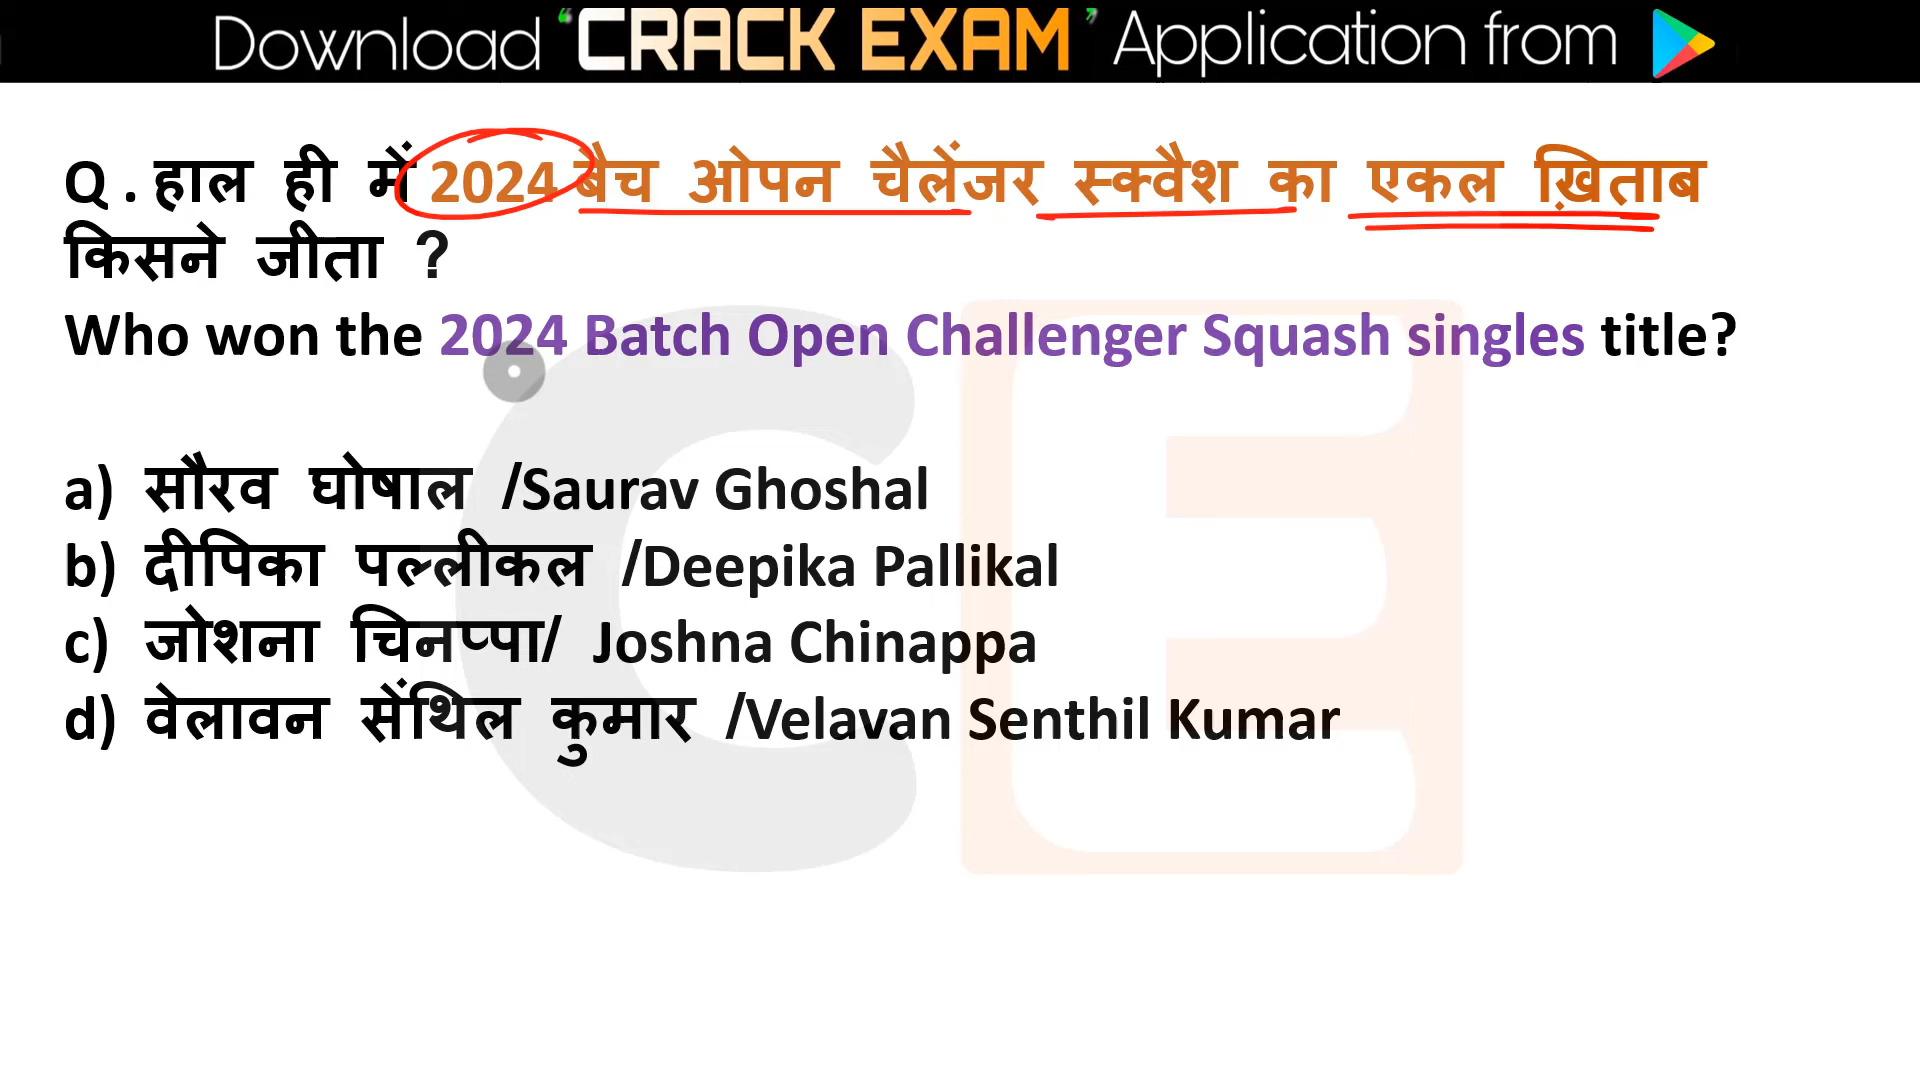 Download ‘CRACK EXAM’ Application from
Q . हाल ही में 2024 बैच ओपन चैलेंजर स्क्वैश का एकल ख़िताब
किसने जीता ?
Who won the 2024 Batch Open Challenger Squash singles title?
a) सौरव घोषाल /Saurav Ghoshal
b) दीपिका पल्लीकल /Deepika Pallikal
c) जोशना चिनप्पा/ Joshna Chinappa
d) वेलावन सेंथिल कुमार /Velavan Senthil Kumar
CE